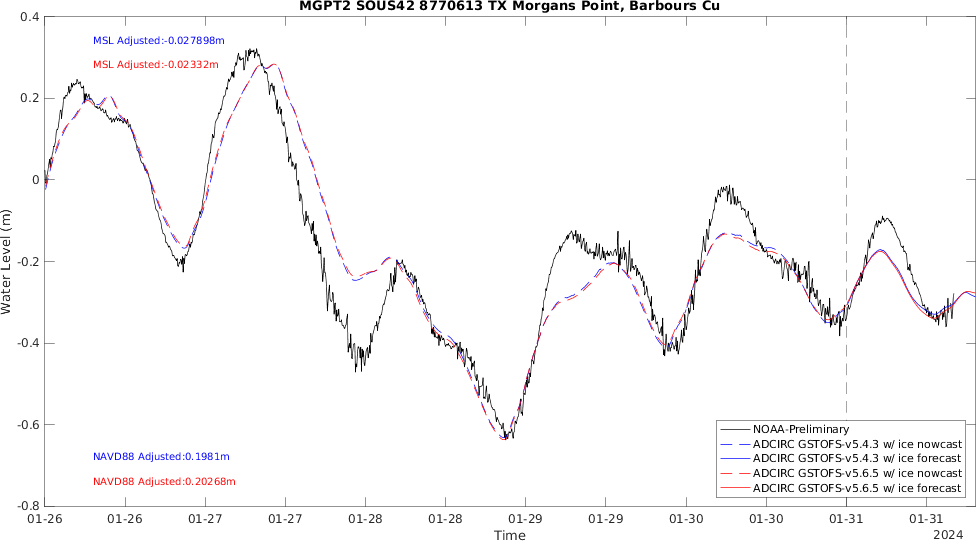 MGPT2 SOUS42 8770613 TX Morgans Point, Barbours Cu
MSL Adjusted:-0.027898m
MSL Adjusted:-0.02332m
NAVD88 Adjusted:0.1981m
NAVD88 Adjusted:0.20268m
Water Level (m)
0.4
0.2
0
-0.2
-0.4
-0.6
-0.8
NOAA-Preliminary
ADCIRC GSTOFS-v5.4.3 w/ ice nowcast
ADCIRC GSTOFS-v5.4.3 w/ ice forecast
ADCIRC GSTOFS-v5.6.5 w/ ice nowcast
ADCIRC GSTOFS-v5.6.5 w/ ice forecast
01-26 01-26 01-27 01-27 01-28 01-28 01-29 01-29 01-30 01-30 01-31 01-31
2024
Time